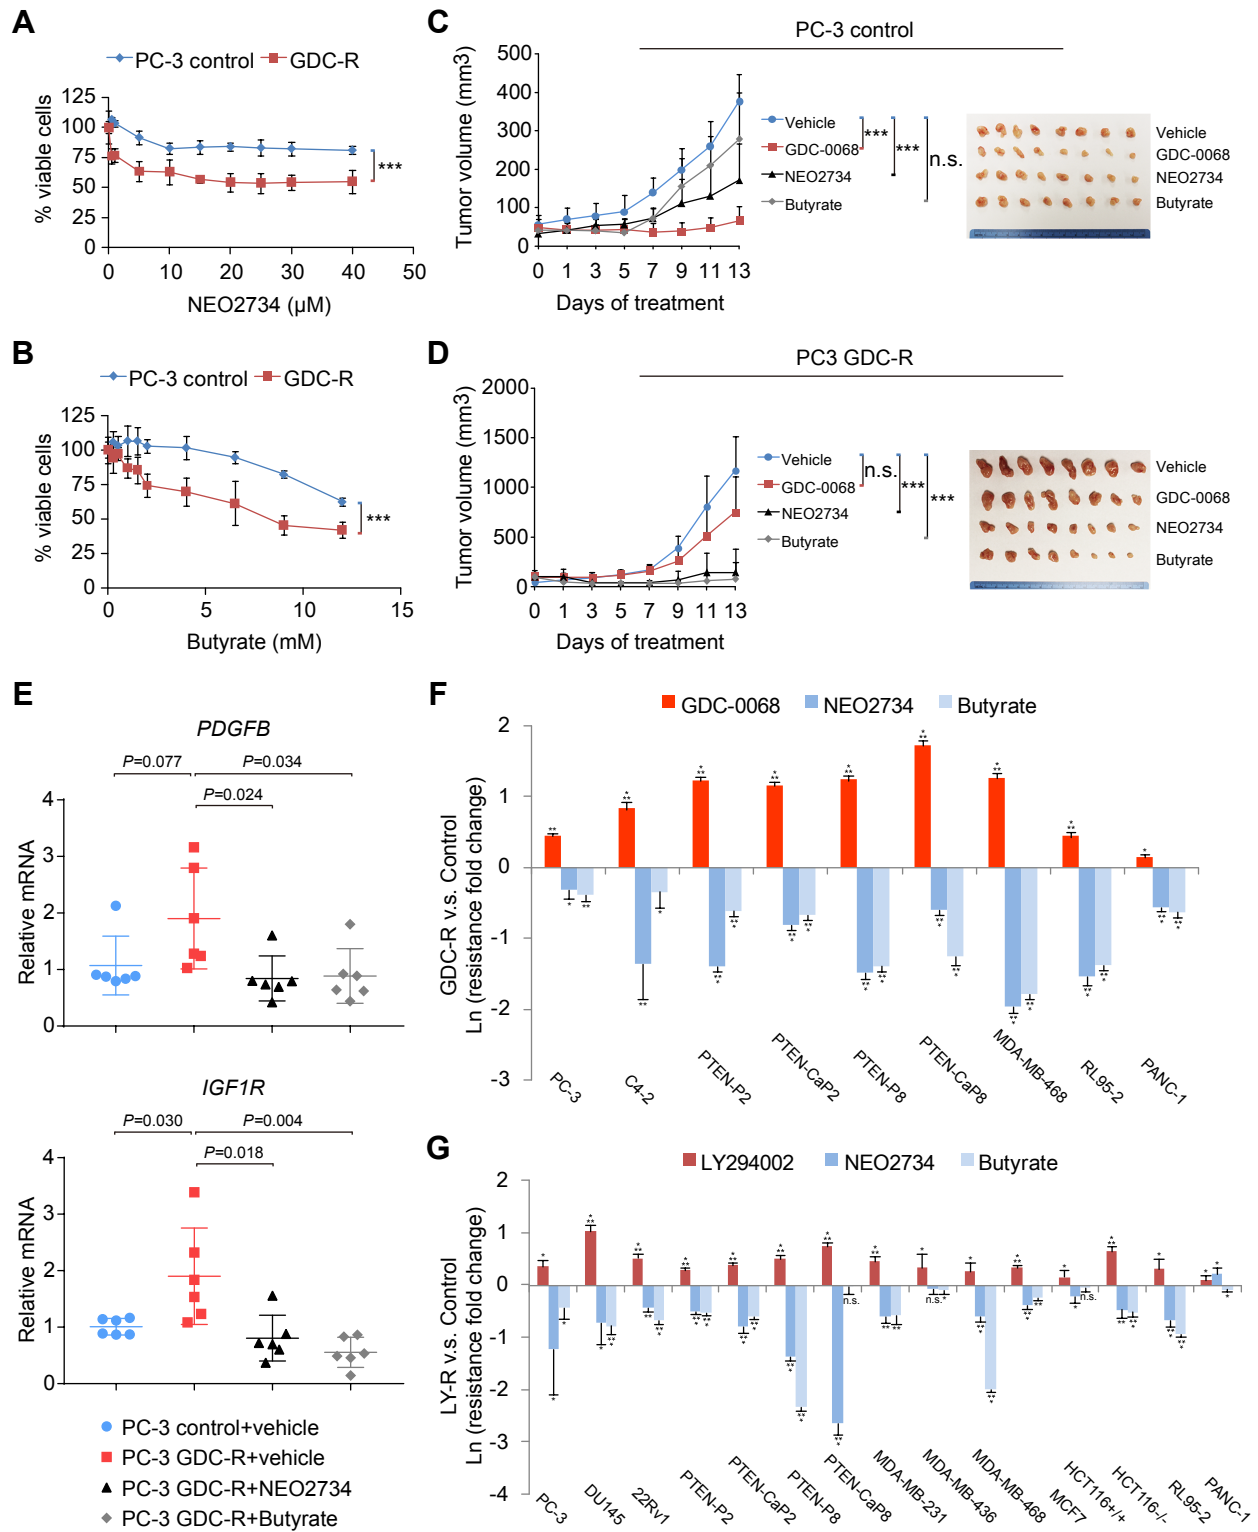 A
PC-3 control GDC-R
% viable cells
125
100
75
50
25
0
0 10 20 30 40 50
NEO2734 (µM)
***
B
PC-3 control GDC-R
% viable cells
125
100
75
50
25
0
0 5 10 15
Butyrate (mM)
***
C
PC-3 control
Tumor volume (mm3)
500
400
300
200
100
0
0 1 3 5 7 9 11 13
Days of treatment
Vehicle
GDC-0068
NEO2734
Butyrate
***
***
n.s.
Vehicle
GDC-0068
NEO2734
Butyrate
D
PC3 GDC-R
Tumor volume (mm3)
2000
1500
1000
500
0
0 1 3 5 7 9 11 13
Days of treatment
Vehicle
GDC-0068
NEO2734
Butyrate
n.s.
***
***
Vehicle
GDC-0068
NEO2734
Butyrate
E
PDGFB
P=0.077 P=0.034
P=0.024
Relative mRNA
4
3
2
1
0
IGF1R
P=0.030 P=0.004
P=0.018
Relative mRNA
4
3
2
1
0
PC-3 control+vehicle
PC-3 GDC-R+vehicle
PC-3 GDC-R+NEO2734
PC-3 GDC-R+Butyrate
F
GDC-0068 NEO2734 Butyrate
GDC-R v.s. Control
Ln (resistance fold change)
2
1
0
-1
-2
-3
PC-3 C4-2 PTEN-P2 PTEN-CaP2 PTEN-P8 PTEN-CaP8 MDA-MB-468 RL95-2 PANC-1
G
LY294002 NEO2734 Butyrate
LY-R v.s. Control
Ln (resistance fold change)
2
1
0
-1
-2
-3
-4
n.s. n.s. n.s.
PC-3 DU145 22Rv1 PTEN-P2 PTEN-CaP2 PTEN-P8 PTEN-CaP8 MDA-MB-231 MDA-MB-436 MDA-MB-468 MCF7 HCT116+/+ HCT116-/- RL95-2 PANC-1